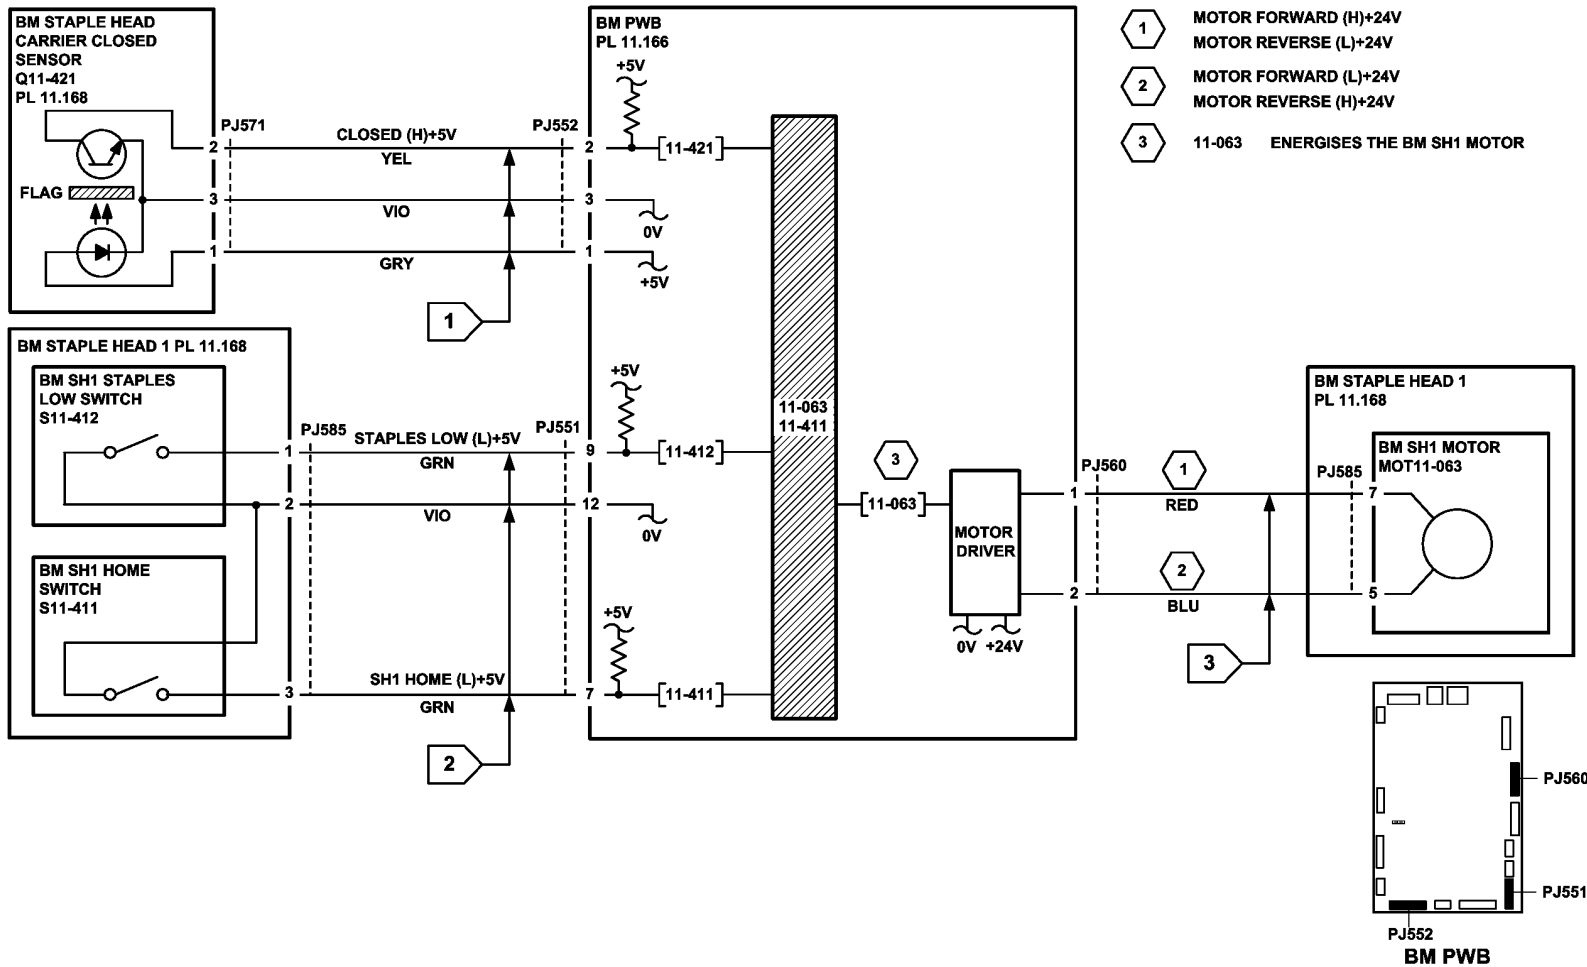 BM STAPLE HEAD
CARRIER CLOSED
SENSOR
Q11-421
PL 11.168
FLAG
2
3
1
PJ571
CLOSED (H)+5V
YEL
VIO
GRY
PJ552
2
3
1
1
BM PWB
PL 11.166
+5V
[11-421]
0V
+5V
BM STAPLE HEAD 1 PL 11.168
BM SH1 STAPLES
LOW SWITCH
S11-412
BM SH1 HOME
SWITCH
S11-411
1
2
3
PJ585
STAPLES LOW (L)+5V
GRN
VIO
SH1 HOME (L)+5V
GRN
PJ551
9
12
7
2
+5V
[11-412]
0V
+5V
[11-411]
11-063
11-411
3
[11-063]
MOTOR
DRIVER
0V +24V
1
2
PJ560
1
RED
2
BLU
3
PJ585
BM STAPLE HEAD 1
PL 11.168
BM SH1 MOTOR
MOT11-063
7
5
1 MOTOR FORWARD (H)+24V
MOTOR REVERSE (L)+24V
2 MOTOR FORWARD (L)+24V
MOTOR REVERSE (H)+24V
3 11-063 ENERGISES THE BM SH1 MOTOR
PJ560
PJ551
PJ552
BM PWB